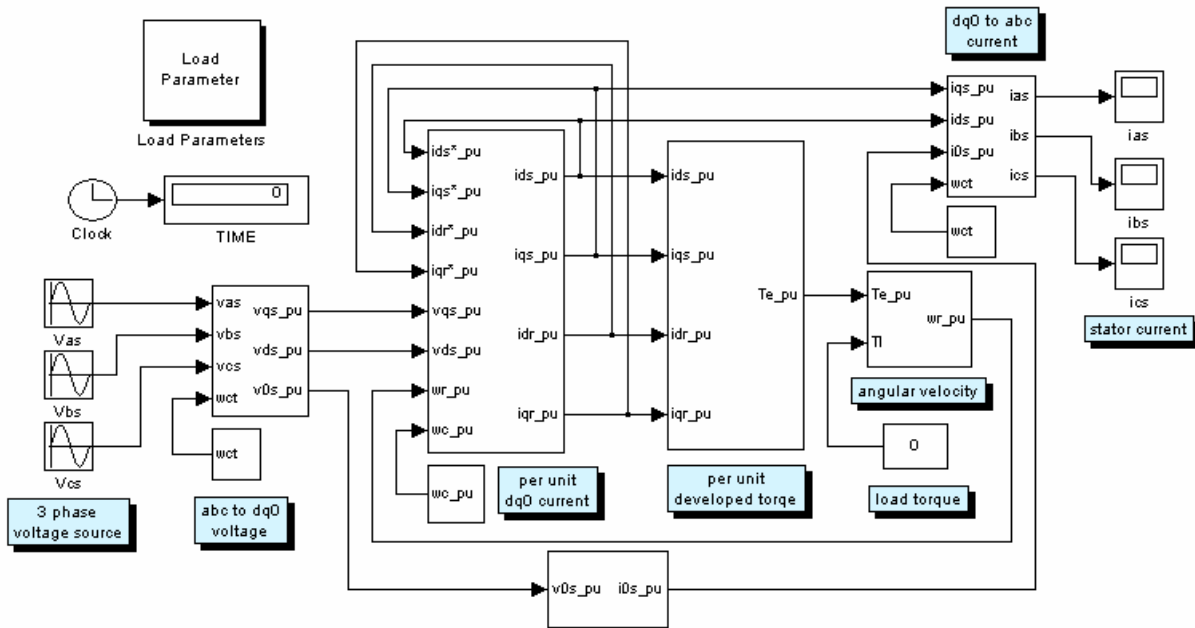 Load
Parameter
Load Parameters
Clock
0
TIME
Vas
Vbs
Vcs
3 phase
voltage source
vas
vbs
vcs
wct
vqs_pu
vds_pu
v0s_pu
wct
abc to dq0
voltage
ids*_pu
iqs*_pu
idr*_pu
iqr*_pu
vqs_pu
vds_pu
wr_pu
wc_pu
ids_pu
iqs_pu
idr_pu
iqr_pu
wc_pu
per unit
dq0 current
ids_pu
iqs_pu
idr_pu
iqr_pu
Te_pu
per unit
developed torqe
v0s_pu
i0s_pu
dq0 to abc
current
iqs_pu
ids_pu
i0s_pu
wct
ias
ibs
ics
wct
ias
ibs
ics
stator current
Te_pu
Tl
wr_pu
angular velocity
0
load torque